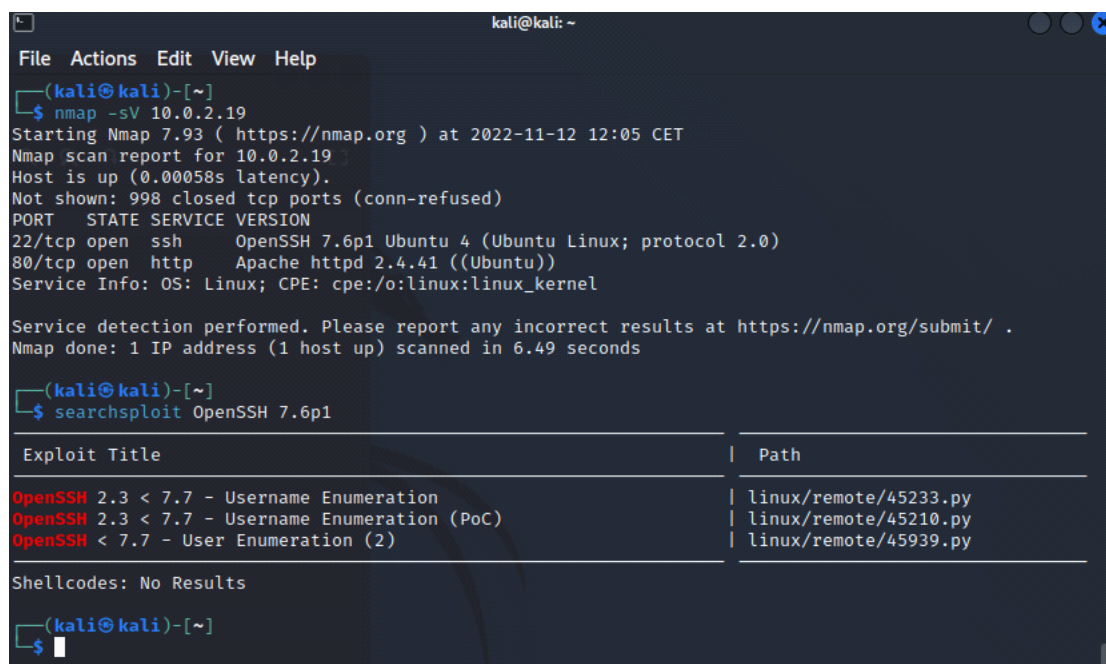 kali@kali: ~
File Actions Edit View Help
┌──(kali㉿kali)-[~]
└─$ nmap -sV 10.0.2.19
Starting Nmap 7.93 ( https://nmap.org ) at 2022-11-12 12:05 CET
Nmap scan report for 10.0.2.19
Host is up (0.00058s latency).
Not shown: 998 closed tcp ports (conn-refused)
PORT   STATE SERVICE VERSION
22/tcp open  ssh     OpenSSH 7.6p1 Ubuntu 4 (Ubuntu Linux; protocol 2.0)
80/tcp open  http    Apache httpd 2.4.41 ((Ubuntu))
Service Info: OS: Linux; CPE: cpe:/o:linux:linux_kernel
Service detection performed. Please report any incorrect results at https://nmap.org/submit/ .
Nmap done: 1 IP address (1 host up) scanned in 6.49 seconds
┌──(kali㉿kali)-[~]
└─$ searchsploit OpenSSH 7.6p1
Exploit Title | Path
OpenSSH 2.3 < 7.7 - Username Enumeration | linux/remote/45233.py
OpenSSH 2.3 < 7.7 - Username Enumeration (PoC) | linux/remote/45210.py
OpenSSH < 7.7 - User Enumeration (2) | linux/remote/45939.py
Shellcodes: No Results
┌──(kali㉿kali)-[~]
└─$